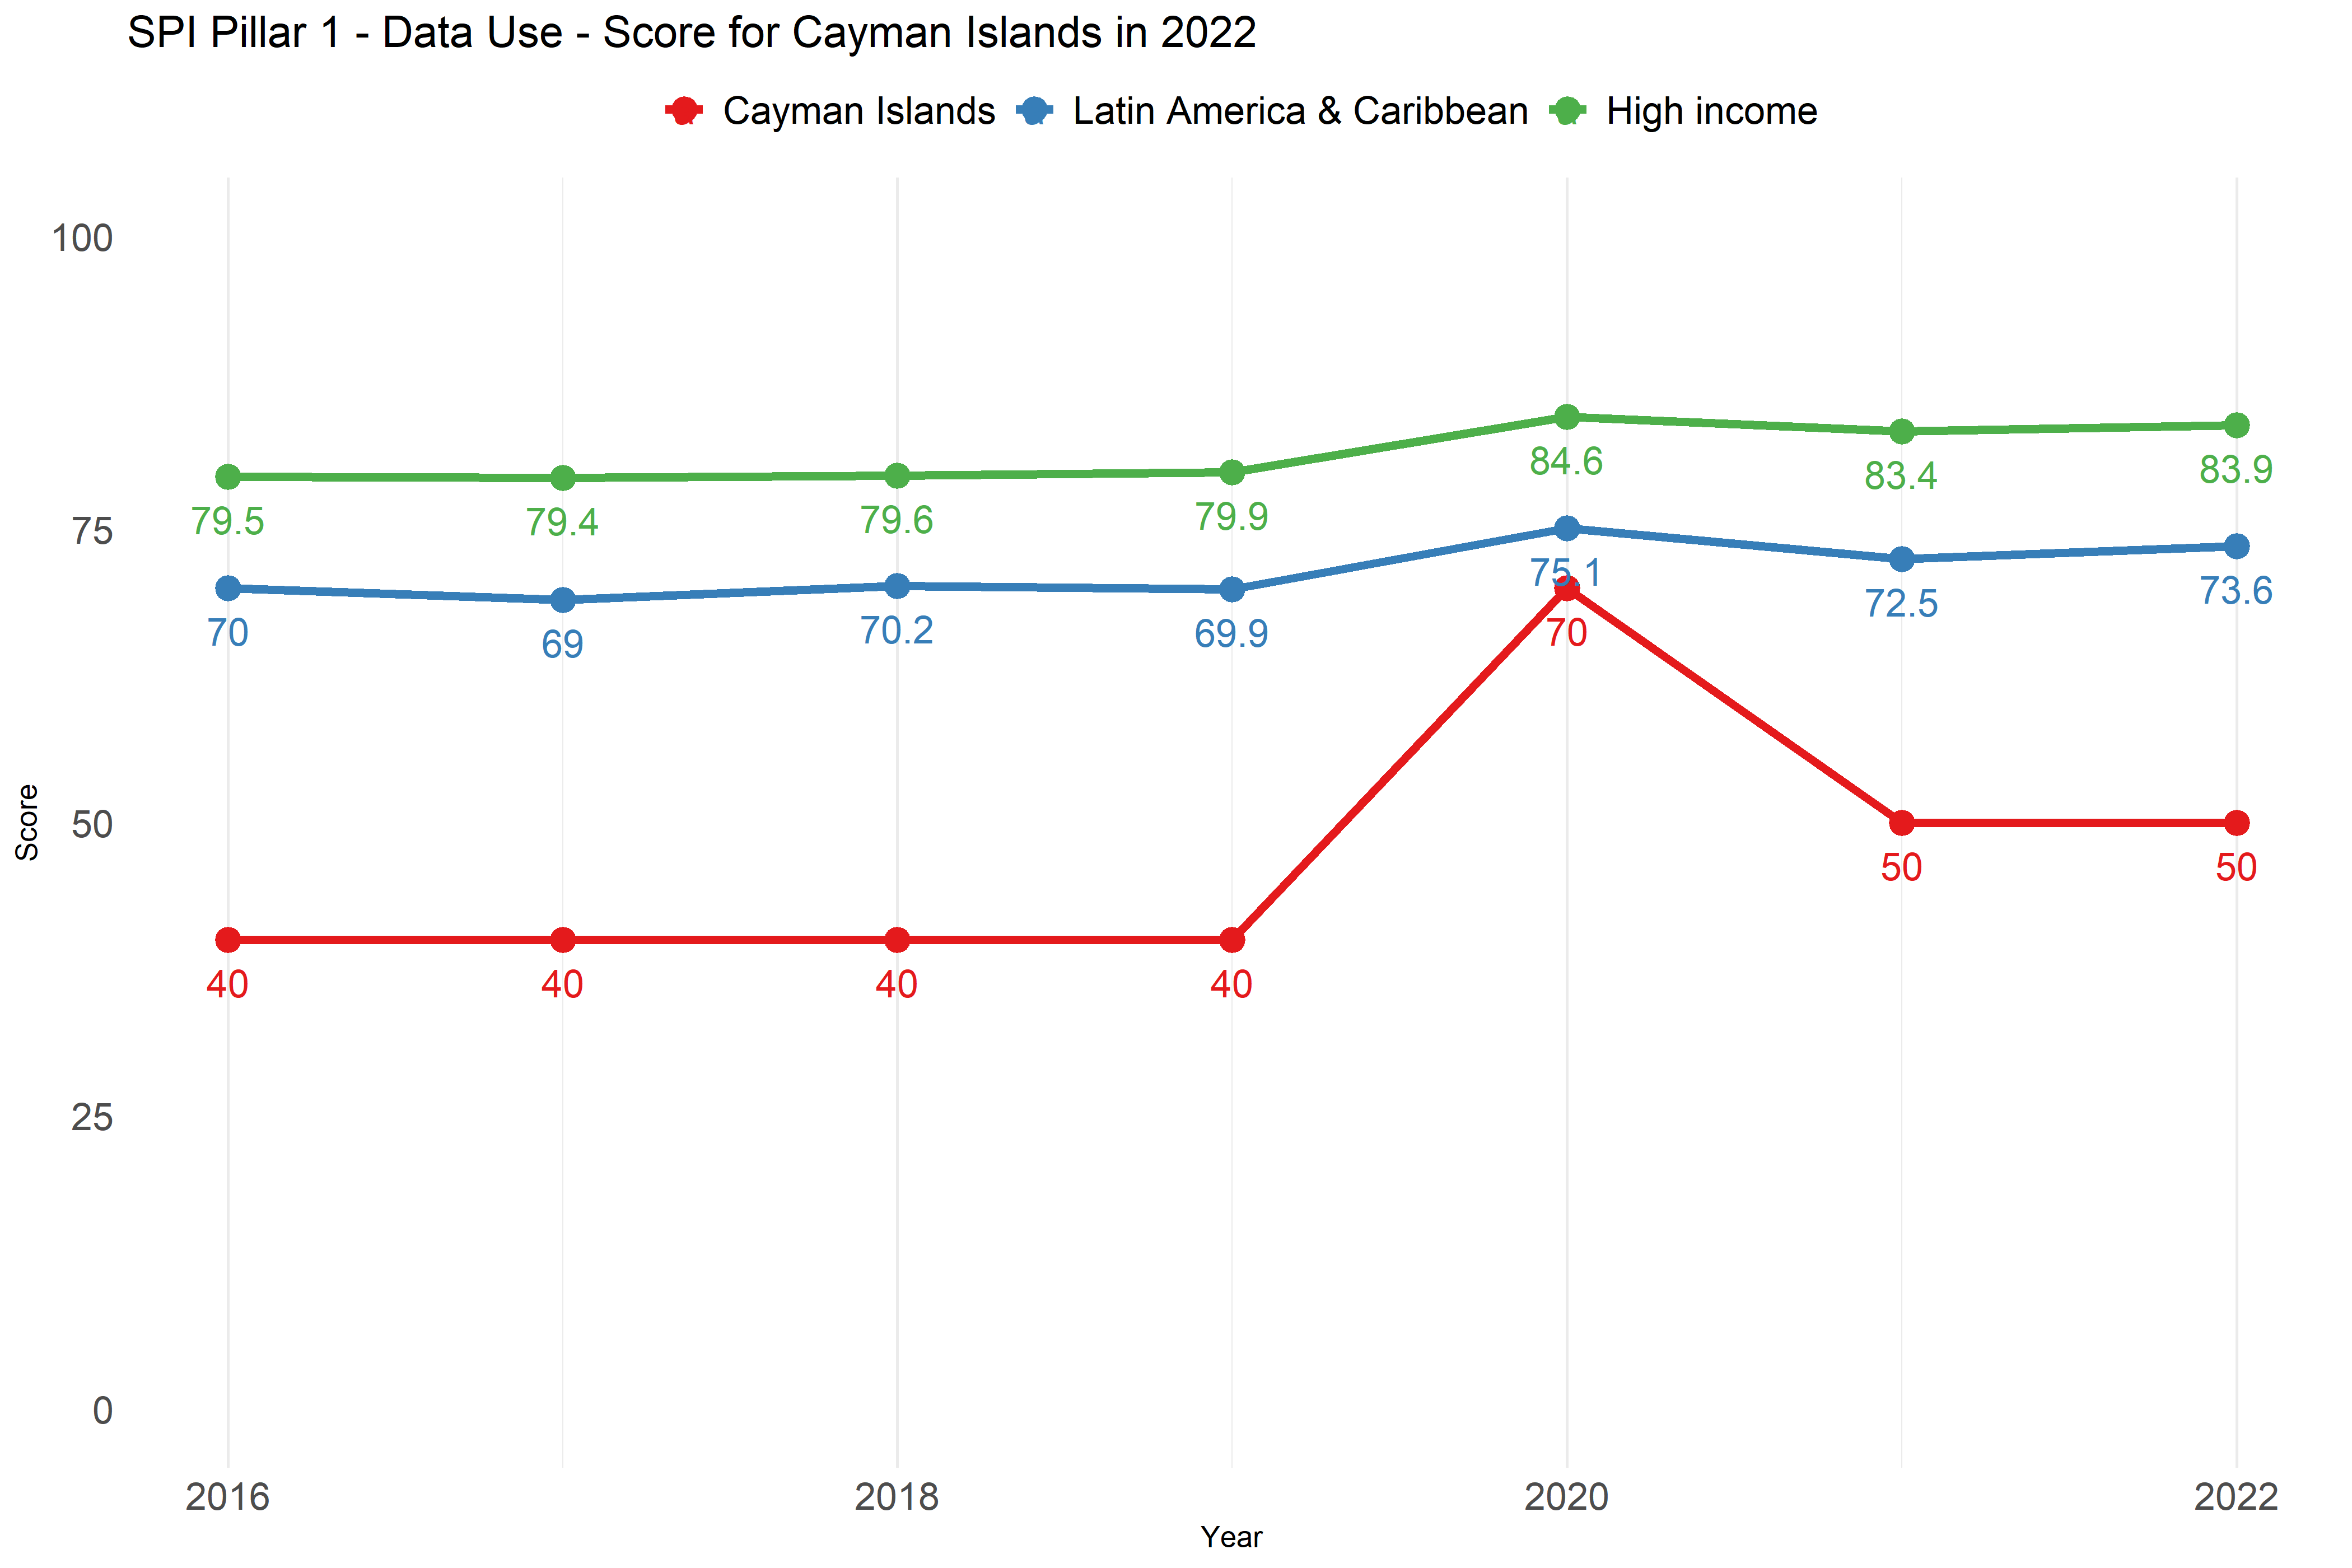 SPI Pillar 1 - Data Use - Score for Cayman Islands in 2022
Cayman Islands Latin America & Caribbean High income
100
75
50
25
0
Score
79.5 79.4 79.6 79.9 84.6 83.4 83.9
70 69 70.2 69.9 75.1 72.5 73.6
40 40 40 40 70 50 50
2016 2018 2020 2022
Year